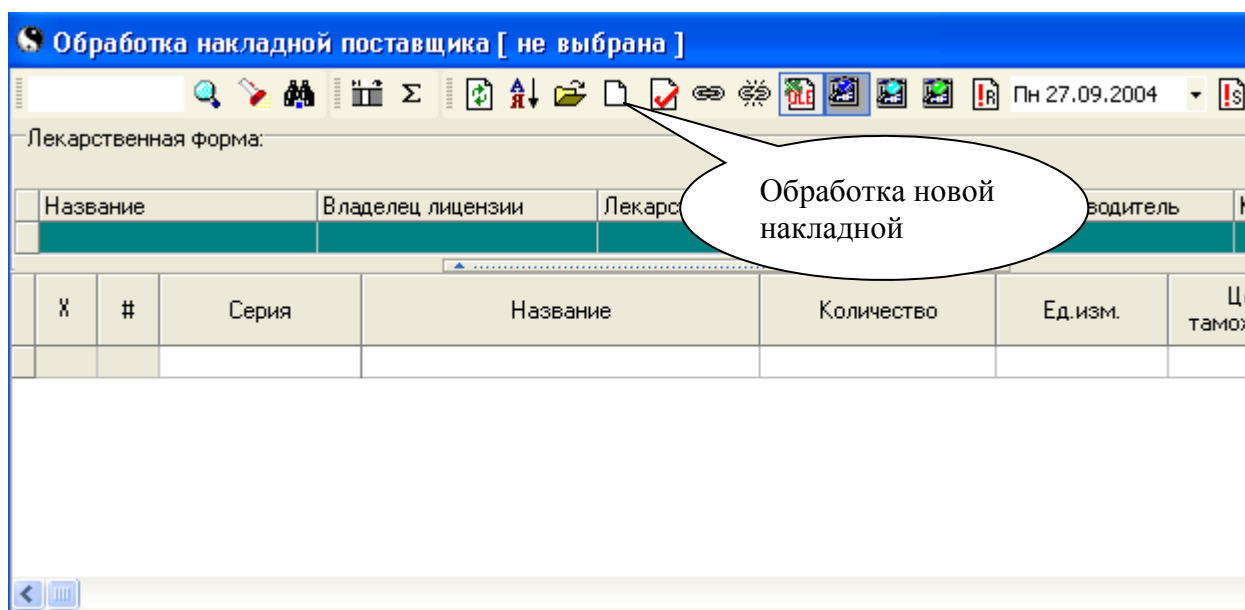 Обработка накладной поставщика [ не выбрана ]
Σ
А
Я
OLE
!R
Пн 27.09.2004
!s
Лекарственная форма:
Обработка новой
накладной
Название
Владелец лицензии
X
#
Серия
Название
Количество
Ед.изм.